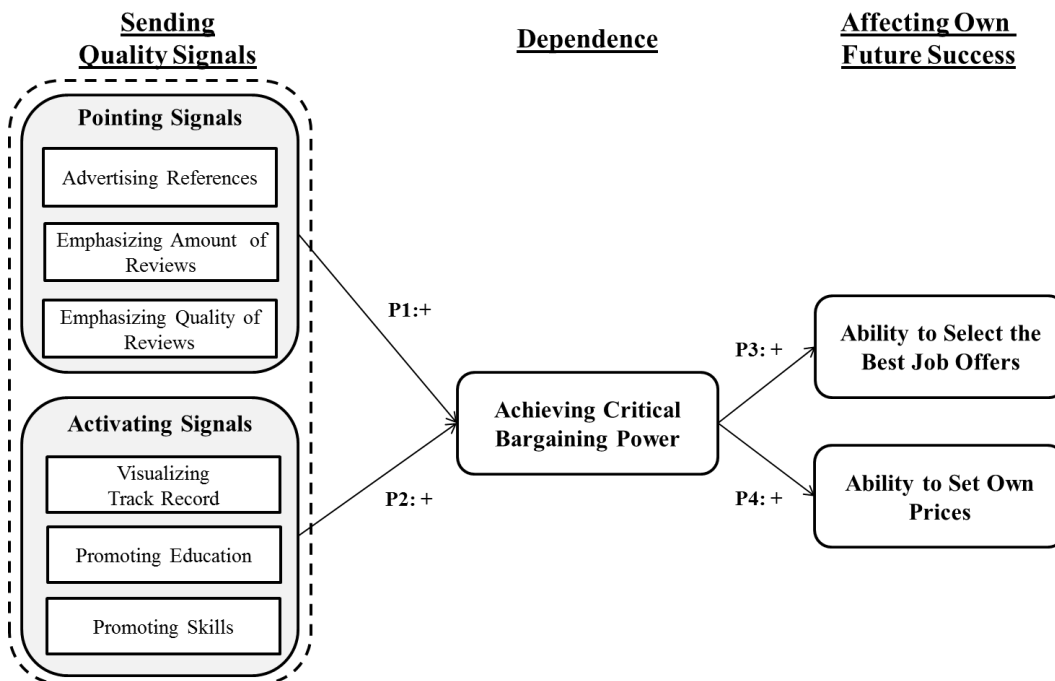 Sending
Quality Signals
Dependence
Affecting Own
Future Success
Pointing Signals
Advertising References
Emphasizing Amount of
Reviews
Emphasizing Quality of
Reviews
Activating Signals
Visualizing
Track Record
Promoting Education
Promoting Skills
P1:+
P2: +
Achieving Critical
Bargaining Power
P3: +
P4: +
Ability to Select the
Best Job Offers
Ability to Set Own
Prices